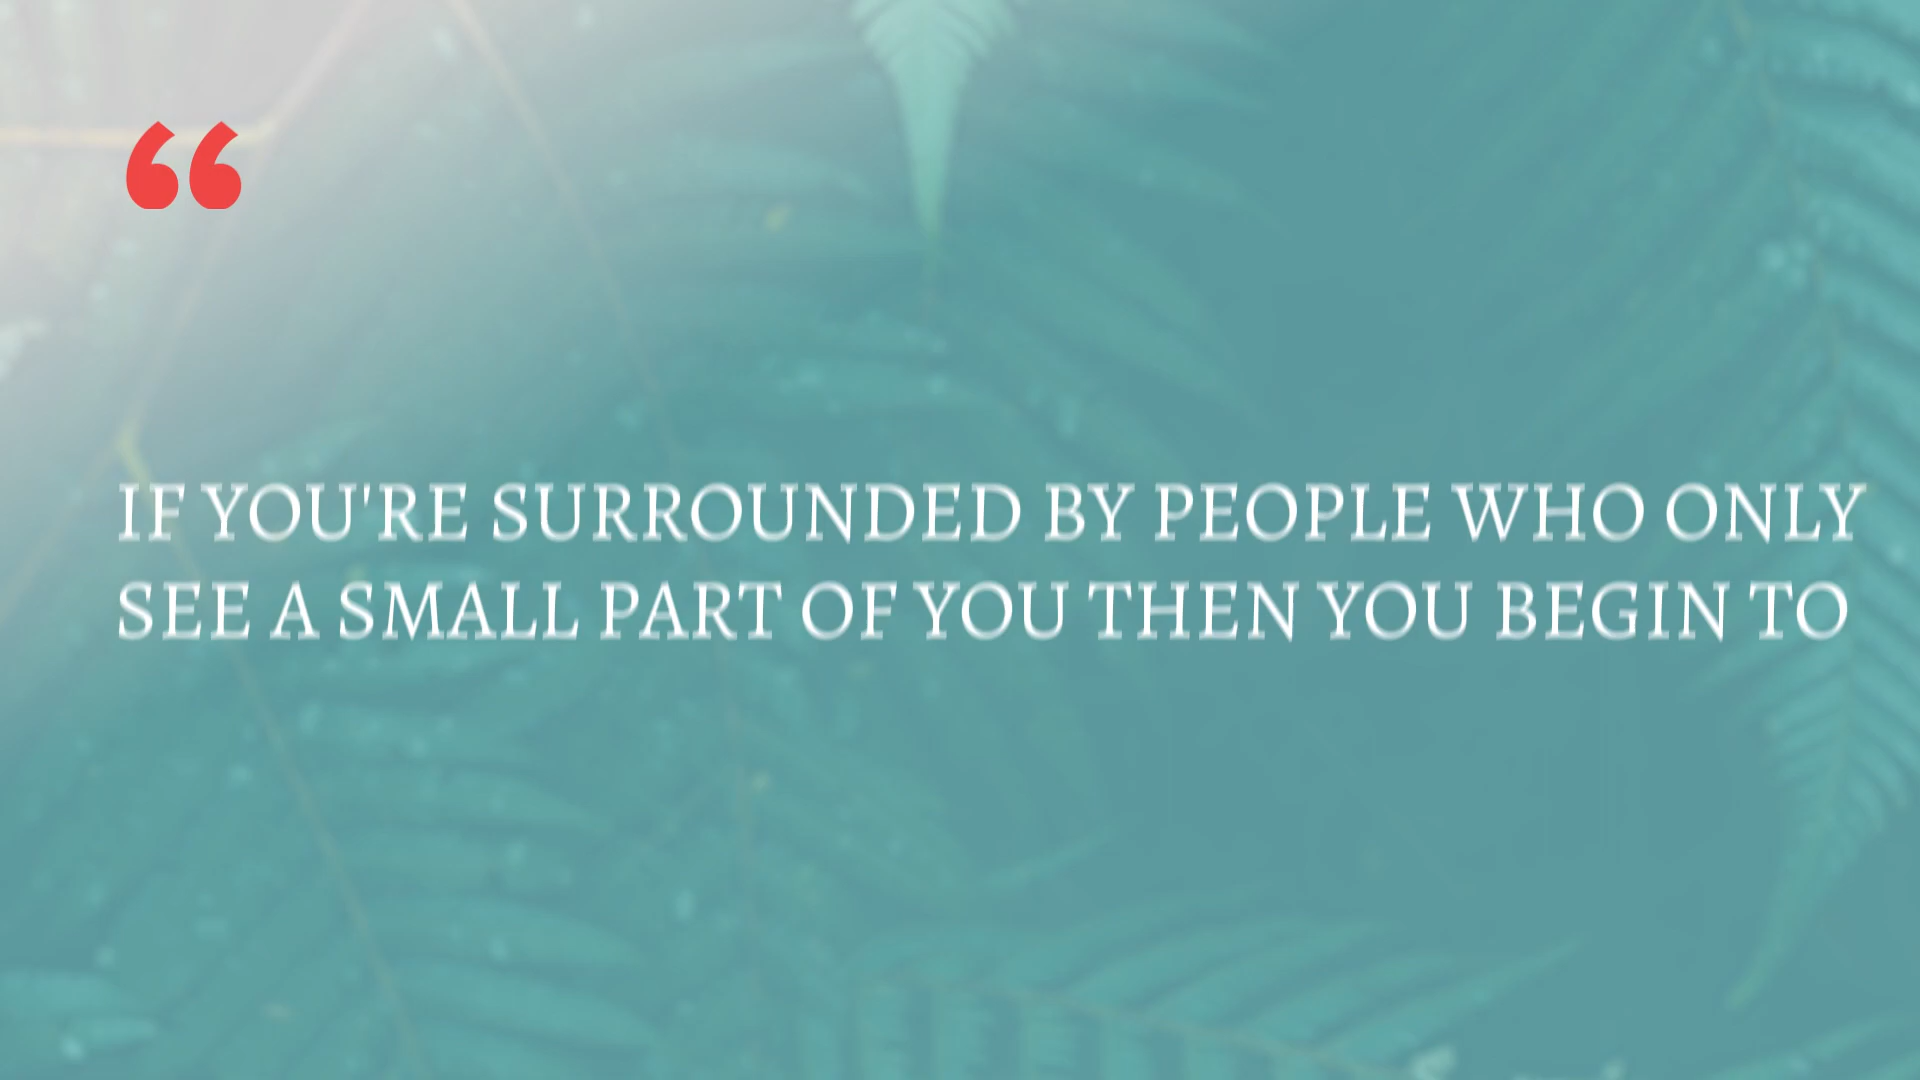 “
IF YOU'RE SURROUNDED BY PEOPLE WHO ONLY
SEE A SMALL PART OF YOU THEN YOU BEGIN TO